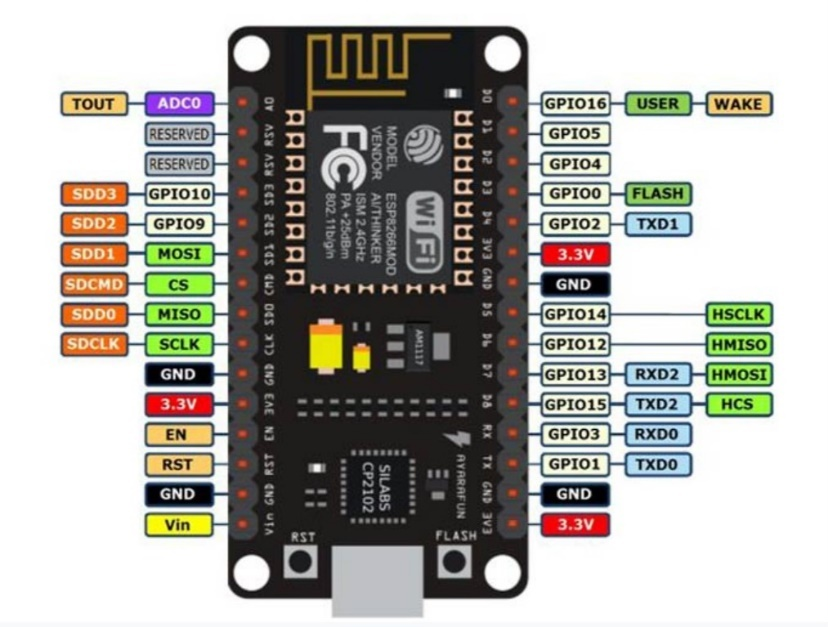 TOUT ADC0
RESERVED
RESERVED
SDD3 GPIO10
SDD2 GPIO9
SDD1 MOSI
SDCMD CS
SDD0 MISO
SDCLK SCLK
GND
3.3V
EN
RST
GND
Vin
A0
RSV
RSV
SD3
SD2
SD1
CMD
SD0
CLK
GND
3V3
EN
RST
GND
Vin
MODEL ESP8266MOD
VENDOR AI/THINKER
ISM 2.4GHz
PA +25dBm
802.11b/g/n
FC
Wi Fi
AM1117
SILABS
CP2102
AYARAFUN
RST
FLASH
D0
D1
D2
D3
D4
3V3
GND
D5
D6
D7
D8
RX
TX
GND
3V3
GPIO16 USER WAKE
GPIO5
GPIO4
GPIO0 FLASH
GPIO2 TXD1
3.3V
GND
GPIO14 HSCLK
GPIO12 HMISO
GPIO13 RXD2 HMOSI
GPIO15 TXD2 HCS
GPIO3 RXD0
GPIO1 TXD0
GND
3.3V